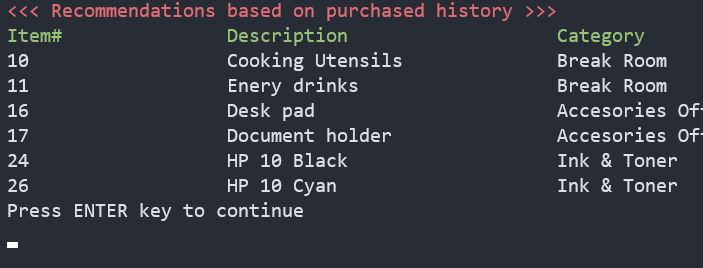 <<< Recommendations based on purchased history >>>
Item# Description Category
10 Cooking Utensils Break Room
11 Enery drinks Break Room
16 Desk pad Accesories Of
17 Document holder Accesories Of
24 HP 10 Black Ink & Toner
26 HP 10 Cyan Ink & Toner
Press ENTER key to continue